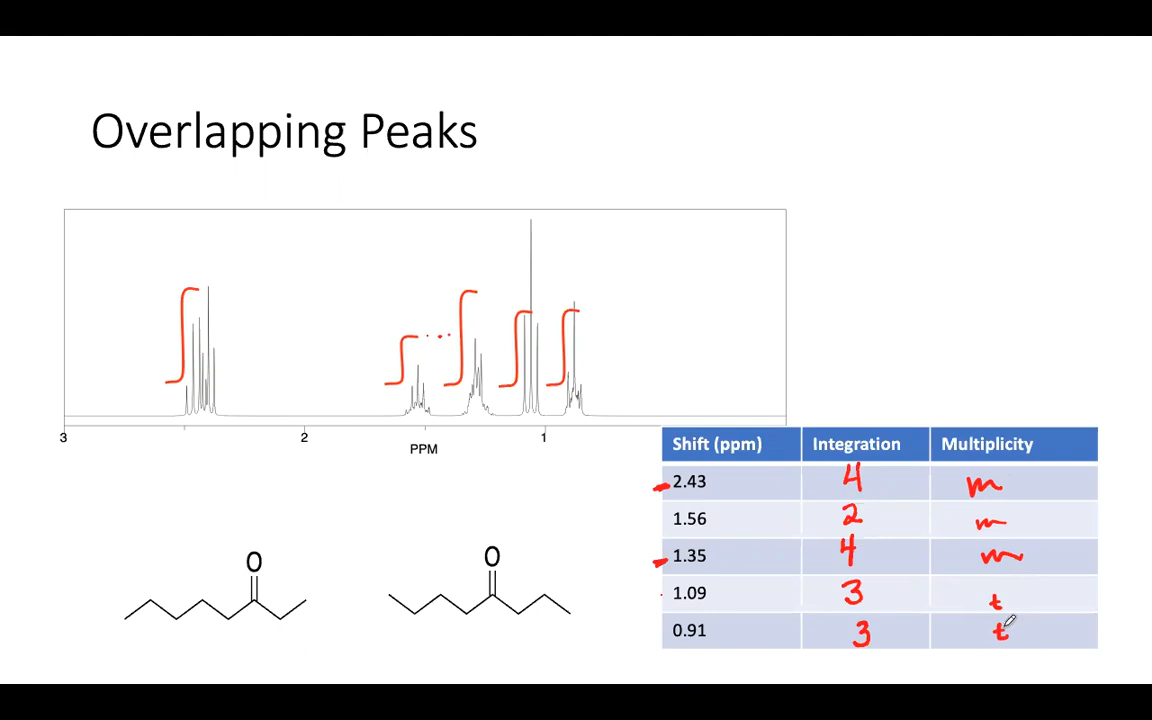 Overlapping Peaks
3 2 1
PPM
Shift (ppm) Integration Multiplicity
2.43 4 m
1.56 2 m
1.35 4 m
1.09 3 t
0.91 3 t
O O